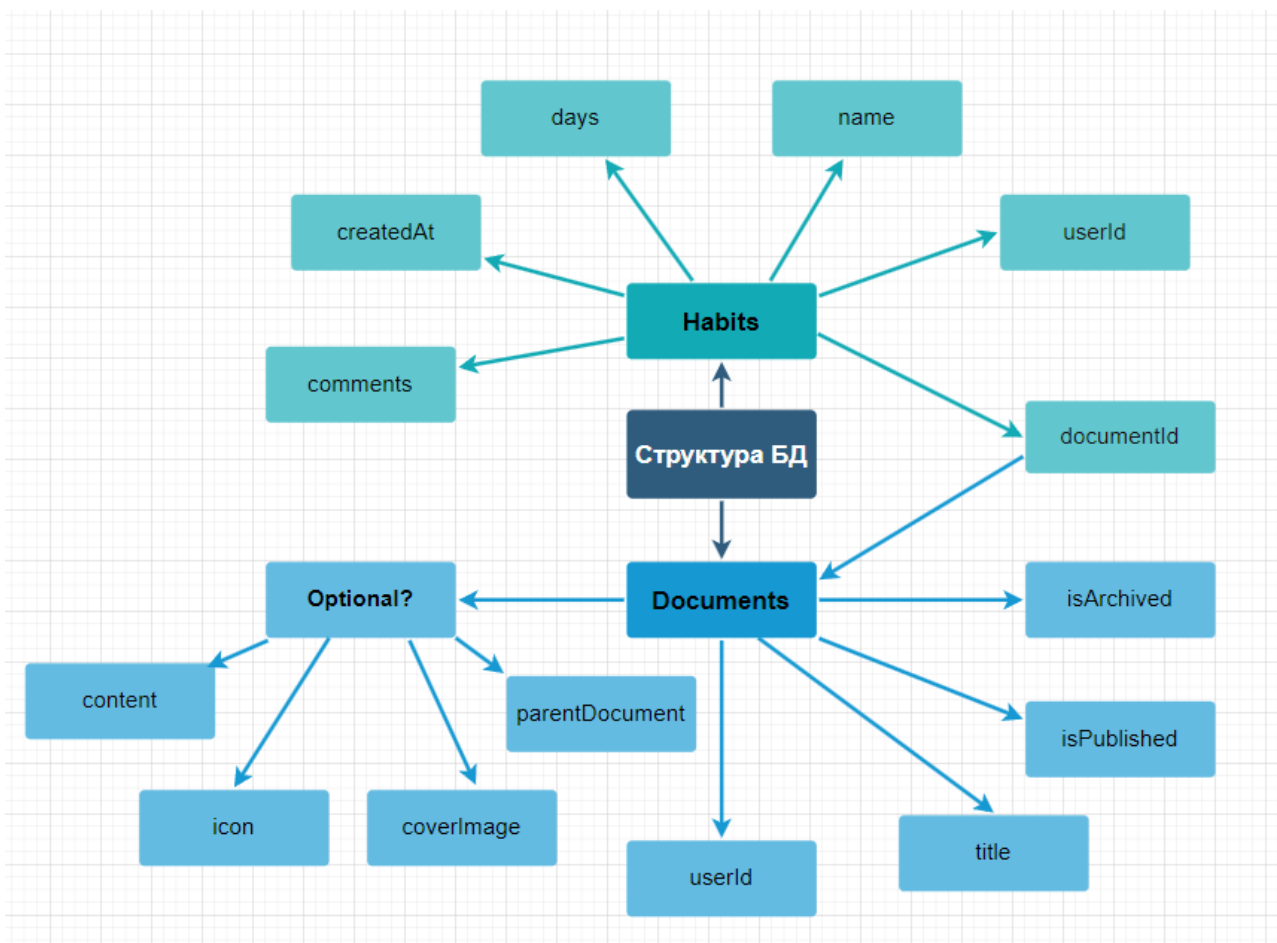 days
name
createdAt
userId
Habits
comments
Структура БД
documentId
Optional?
Documents
isArchived
content
parentDocument
isPublished
icon
coverImage
userId
title